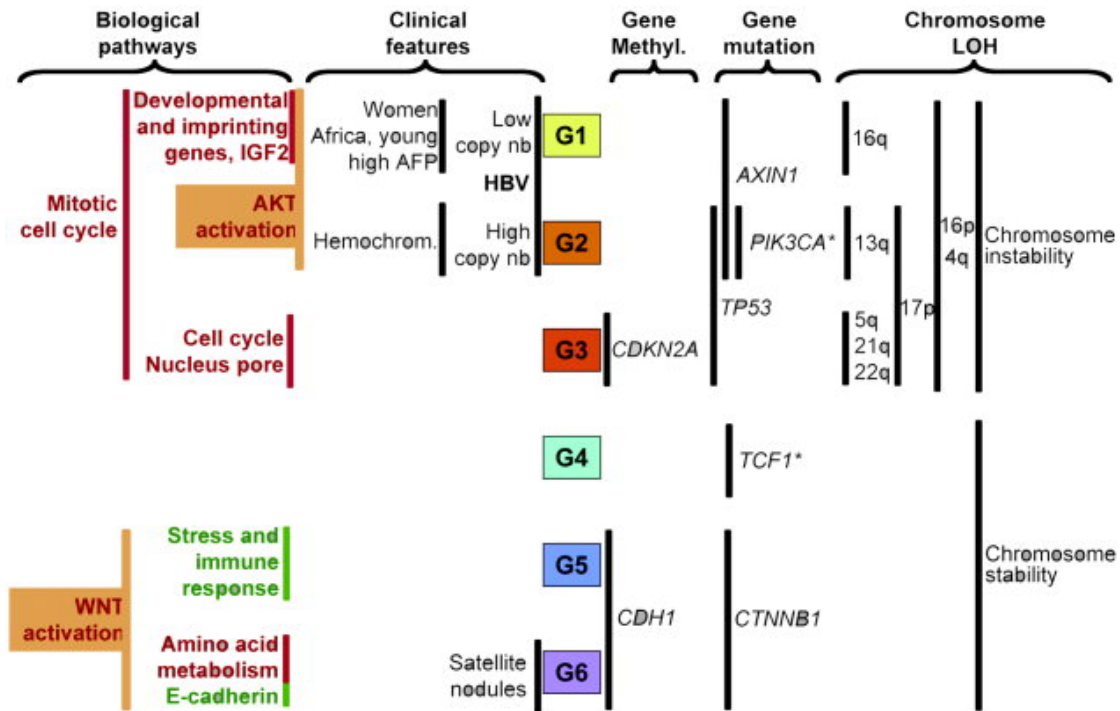 Biological pathways
Clinical features
Gene Methyl.
Gene mutation
Chromosome LOH
Developmental
and imprinting
genes, IGF2
Mitotic
cell cycle
AKT
activation
Women
Africa, young
high AFP
Low
copy nb
HBV
Hemochrom.
High
copy nb
G1
G2
AXIN1
PIK3CA*
TP53
16q
13q
17p
16p
4q
Chromosome
instability
Cell cycle
Nucleus pore
G3
CDKN2A
5q
21q
22q
G4
TCF1*
WNT
activation
Stress and
immune
response
G5
Amino acid
metabolism
E-cadherin
Satellite
nodules
G6
CDH1
CTNNB1
Chromosome
stability